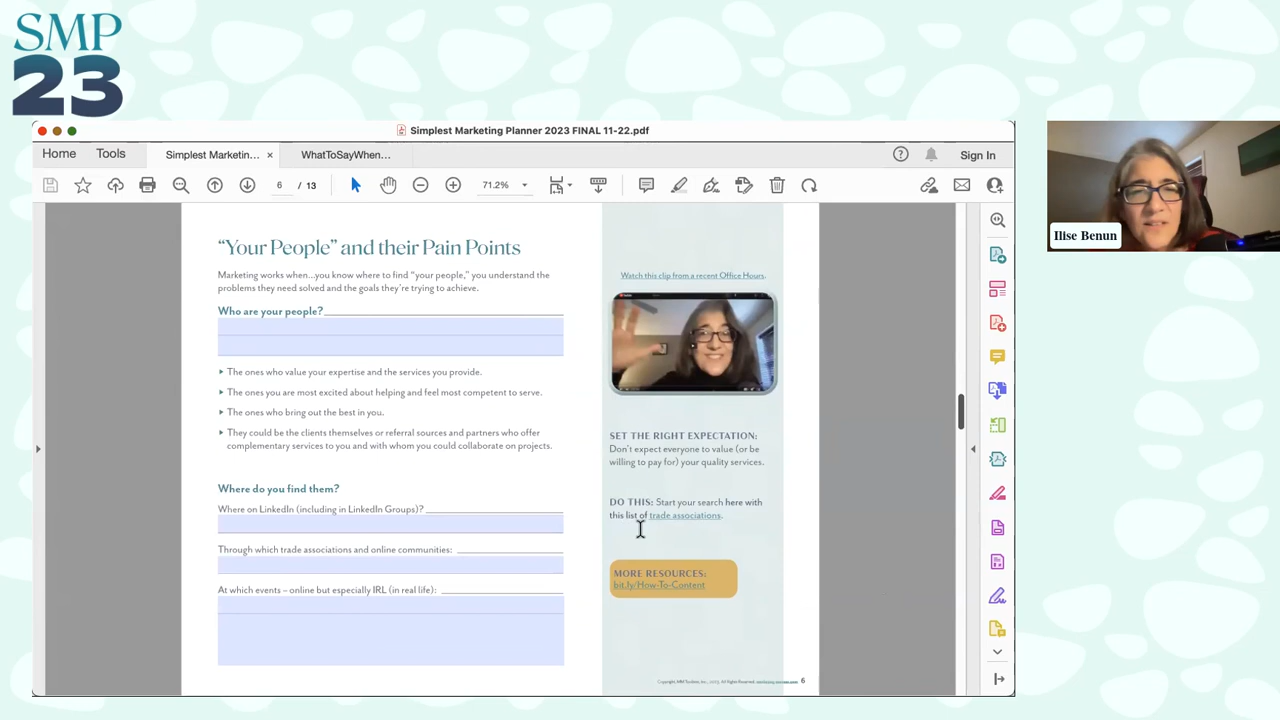 SMP
23
Simplest Marketing Planner 2023 FINAL 11-22.pdf
Home
Tools
Simplest Marketin...
×
WhatToSayWhen...
Sign In
6 / 13
71.2%
“Your People” and their Pain Points
Marketing works when...you know where to find “your people,” you understand the
problems they need solved and the goals they’re trying to achieve.
Who are your people?
The ones who value your expertise and the services you provide.
The ones you are most excited about helping and feel most competent to serve.
The ones who bring out the best in you.
They could be the clients themselves or referral sources and partners who offer
complementary services to you and with whom you could collaborate on projects.
Where do you find them?
Where on LinkedIn (including in LinkedIn Groups)?
Through which trade associations and online communities:
At which events – online but especially IRL (in real life):
Watch this clip from a recent Office Hours.
SET THE RIGHT EXPECTATION:
Don’t expect everyone to value (or be
willing to pay for) your quality services.
DO THIS: Start your search here with
this list of trade associations.
MORE RESOURCES:
bit.ly/How-To-Content
6
Ilise Benun